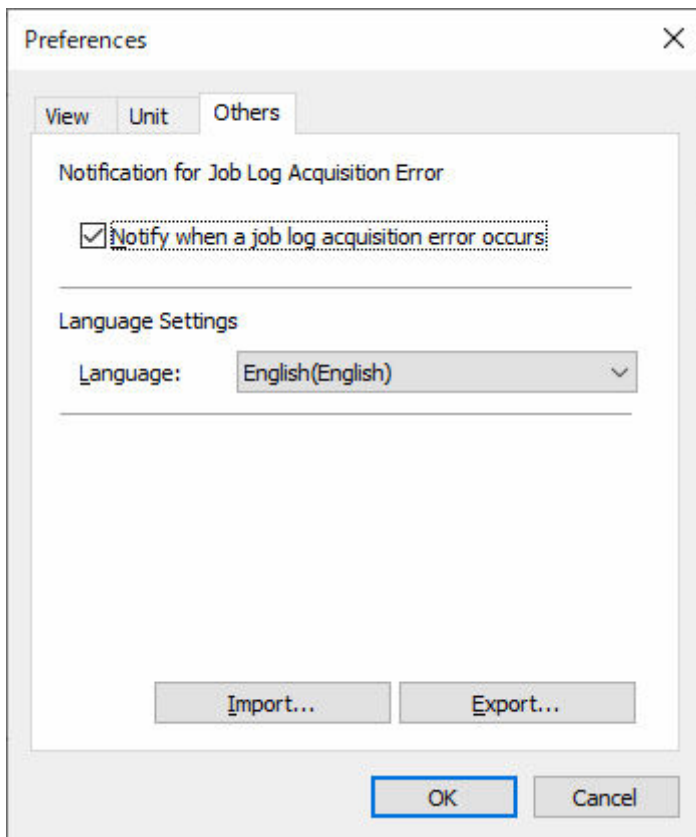 Preferences
View Unit Others
Notification for Job Log Acquisition Error
Notify when a job log acquisition error occurs
Language Settings
Language: English(English)
Import... Export...
OK Cancel